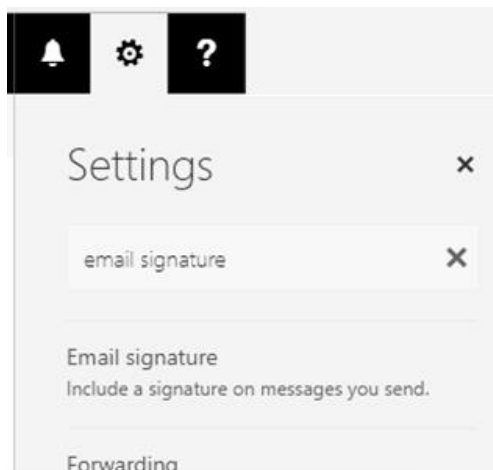 ?
Settings
email signature
Email signature
Include a signature on messages you send.
Forwarding